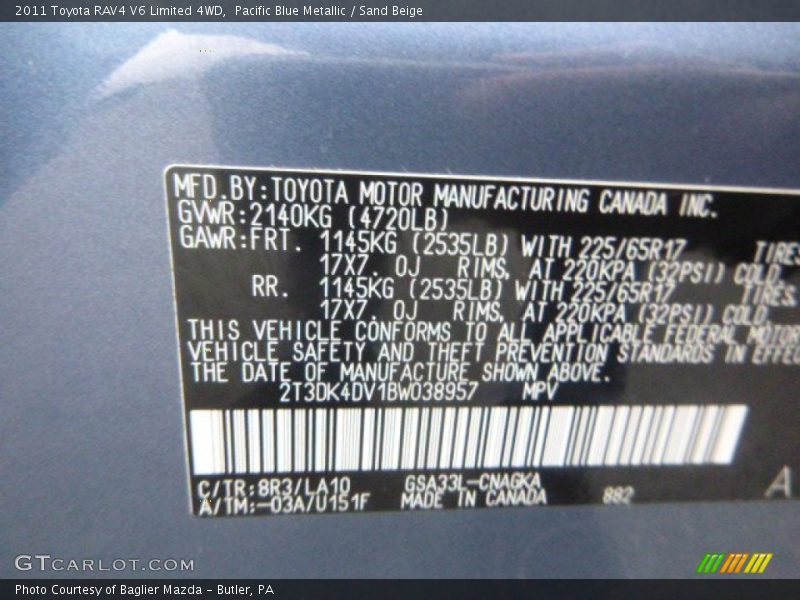 2011 Toyota RAV4 V6 Limited 4WD, Pacific Blue Metallic / Sand Beige
MFD.BY:TOYOTA MOTOR MANUFACTURING CANADA INC.
GVWR:2140KG (4720LB)
GAWR:FRT. 1145KG (2535LB) WITH 225/65R17 TIRES
17X7.0J RIMS, AT 220KPA (32PSI) COLD
RR. 1145KG (2535LB) WITH 225/65R17 TIRES,
17X7.0J RIMS, AT 220KPA (32PSI) COLD.
THIS VEHICLE CONFORMS TO ALL APPLICABLE FEDERAL MOTOR
VEHICLE SAFETY AND THEFT PREVENTION STANDARDS IN EFFEC
THE DATE OF MANUFACTURE SHOWN ABOVE.
2T3DK4DV1BW038957 MPV
C/TR:8R3/LA10 GSA33L-CNAGKA
A/TM:-03A/U151F MADE IN CANADA 882 A
GTCARLOT.COM
Photo Courtesy of Baglier Mazda - Butler, PA